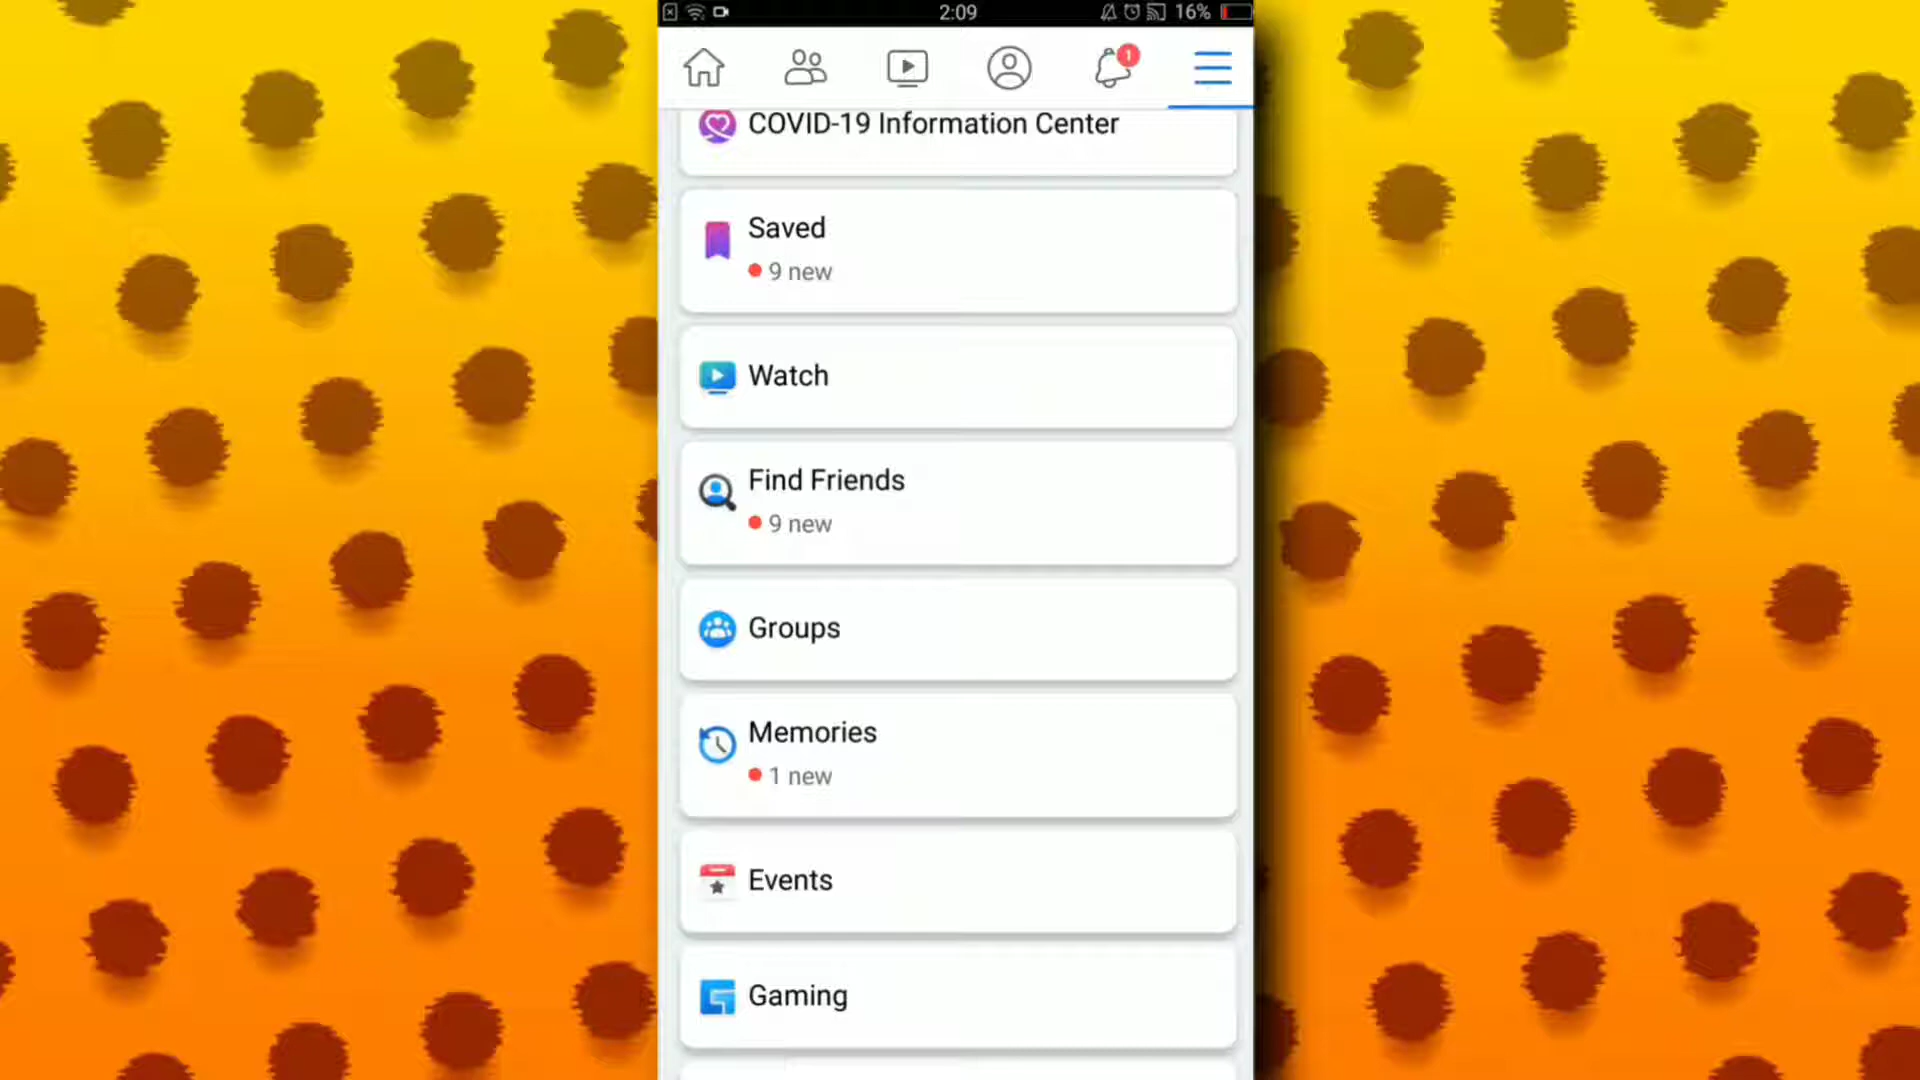 2:09
16%
1
COVID-19 Information Center
Saved
9 new
Watch
Find Friends
9 new
Groups
Memories
1 new
Events
Gaming